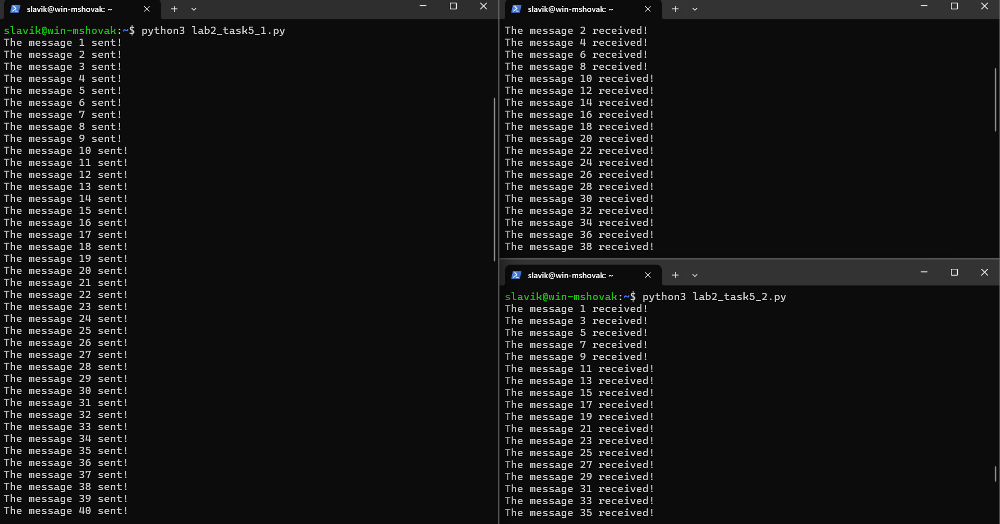 slavik@win-mshovak: ~
slavik@win-mshovak:~$ python3 lab2_task5_1.py
The message 1 sent!
The message 2 sent!
The message 3 sent!
The message 4 sent!
The message 5 sent!
The message 6 sent!
The message 7 sent!
The message 8 sent!
The message 9 sent!
The message 10 sent!
The message 11 sent!
The message 12 sent!
The message 13 sent!
The message 14 sent!
The message 15 sent!
The message 16 sent!
The message 17 sent!
The message 18 sent!
The message 19 sent!
The message 20 sent!
The message 21 sent!
The message 22 sent!
The message 23 sent!
The message 24 sent!
The message 25 sent!
The message 26 sent!
The message 27 sent!
The message 28 sent!
The message 29 sent!
The message 30 sent!
The message 31 sent!
The message 32 sent!
The message 33 sent!
The message 34 sent!
The message 35 sent!
The message 36 sent!
The message 37 sent!
The message 38 sent!
The message 39 sent!
The message 40 sent!
slavik@win-mshovak: ~
The message 2 received!
The message 4 received!
The message 6 received!
The message 8 received!
The message 10 received!
The message 12 received!
The message 14 received!
The message 16 received!
The message 18 received!
The message 20 received!
The message 22 received!
The message 24 received!
The message 26 received!
The message 28 received!
The message 30 received!
The message 32 received!
The message 34 received!
The message 36 received!
The message 38 received!
slavik@win-mshovak: ~
slavik@win-mshovak:~$ python3 lab2_task5_2.py
The message 1 received!
The message 3 received!
The message 5 received!
The message 7 received!
The message 9 received!
The message 11 received!
The message 13 received!
The message 15 received!
The message 17 received!
The message 19 received!
The message 21 received!
The message 23 received!
The message 25 received!
The message 27 received!
The message 29 received!
The message 31 received!
The message 33 received!
The message 35 received!